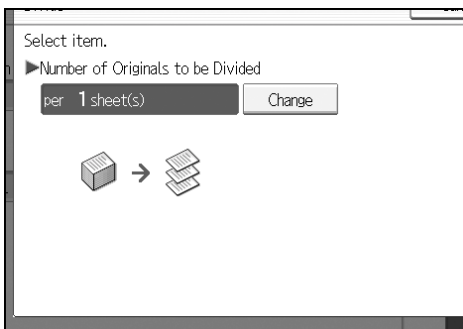 Select item.
▶Number of Originals to be Divided
per 1 sheet(s) Change